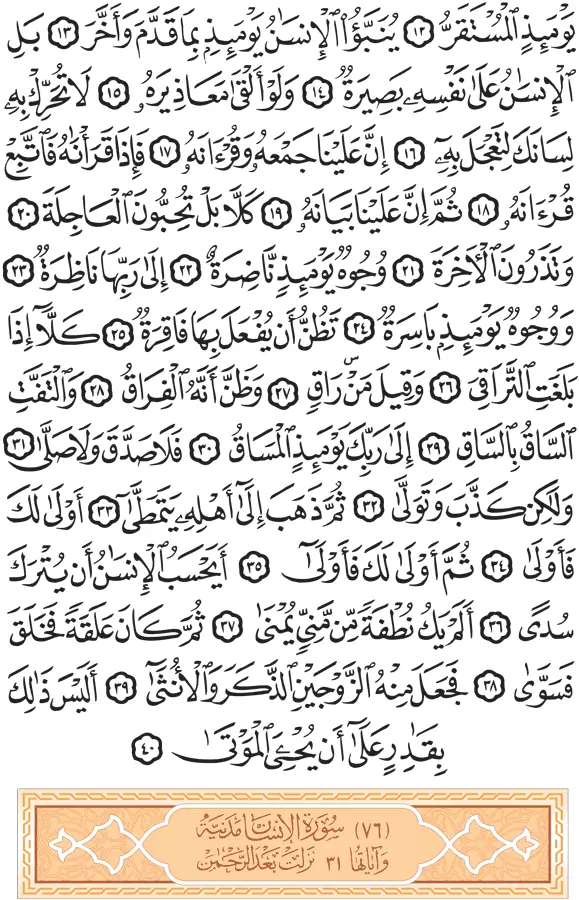 يَوْمَئِذٍ ٱلْمُسْتَقَرُّ ١٢ يُنَبَّؤُا۟ ٱلْإِنسَٰنُ يَوْمَئِذٍۭ بِمَا قَدَّمَ وَأَخَّرَ ١٣ بَلِ
ٱلْإِنسَٰنُ عَلَىٰ نَفْسِهِۦ بَصِيرَةٌ ١٤ وَلَوْ أَلْقَىٰ مَعَاذِيرَهُۥ ١٥ لَا تُحَرِّكْ بِهِۦ
لِسَانَكَ لِتَعْجَلَ بِهِۦٓ ١٦ إِنَّ عَلَيْنَا جَمْعَهُۥ وَقُرْءَانَهُۥ ١٧ فَإِذَا قَرَأْنَٰهُ فَٱتَّبِعْ
قُرْءَانَهُۥ ١٨ ثُمَّ إِنَّ عَلَيْنَا بَيَانَهُۥ ١٩ كَلَّا بَلْ تُحِبُّونَ ٱلْعَاجِلَةَ ٢٠
وَتَذَرُونَ ٱلْءَاخِرَةَ ٢١ وُجُوهٌ يَوْمَئِذٍ نَّاضِرَةٌ ٢٢ إِلَىٰ رَبِّهَا نَاظِرَةٌ ٢٣
وَوُجُوهٌ يَوْمَئِذٍۭ بَاسِرَةٌ ٢٤ تَظُنُّ أَن يُفْعَلَ بِهَا فَاقِرَةٌ ٢٥ كَلَّآ إِذَا
بَلَغَتِ ٱلتَّرَاقِىَ ٢٦ وَقِيلَ مَنْ ۜ رَاقٍ ٢٧ وَظَنَّ أَنَّهُ ٱلْفِرَاقُ ٢٨ وَٱلْتَفَّتِ
ٱلسَّاقُ بِٱلسَّاقِ ٢٩ إِلَىٰ رَبِّكَ يَوْمَئِذٍ ٱلْمَسَاقُ ٣٠ فَلَا صَدَّقَ وَلَا صَلَّىٰ ٣١
وَلَٰكِن كَذَّبَ وَتَوَلَّىٰ ٣٢ ثُمَّ ذَهَبَ إِلَىٰٓ أَهْلِهِۦ يَتَمَطَّىٰٓ ٣٣ أَوْلَىٰ لَكَ
فَأَوْلَىٰ ٣٤ ثُمَّ أَوْلَىٰ لَكَ فَأَوْلَىٰٓ ٣٥ أَيَحْسَبُ ٱلْإِنسَٰنُ أَن يُتْرَكَ
سُدًى ٣٦ أَلَمْ يَكُ نُطْفَةً مِّن مَّنِىٍّ يُمْنَىٰ ٣٧ ثُمَّ كَانَ عَلَقَةً فَخَلَقَ
فَسَوَّىٰ ٣٨ فَجَعَلَ مِنْهُ ٱلزَّوْجَيْنِ ٱلذَّكَرَ وَٱلْأُنثَىٰٓ ٣٩ أَلَيْسَ ذَٰلِكَ
بِقَٰدِرٍ عَلَىٰٓ أَن يُحْـِۧىَ ٱلْمَوْتَىٰ ٤٠
(٧٦) سُورَةُ الإِنْسَانِ مَدَنِيَّة
وَآيَاتُهَا ٣١ نَزَلَتْ بَعْدَ الرَّحْمٰنِ